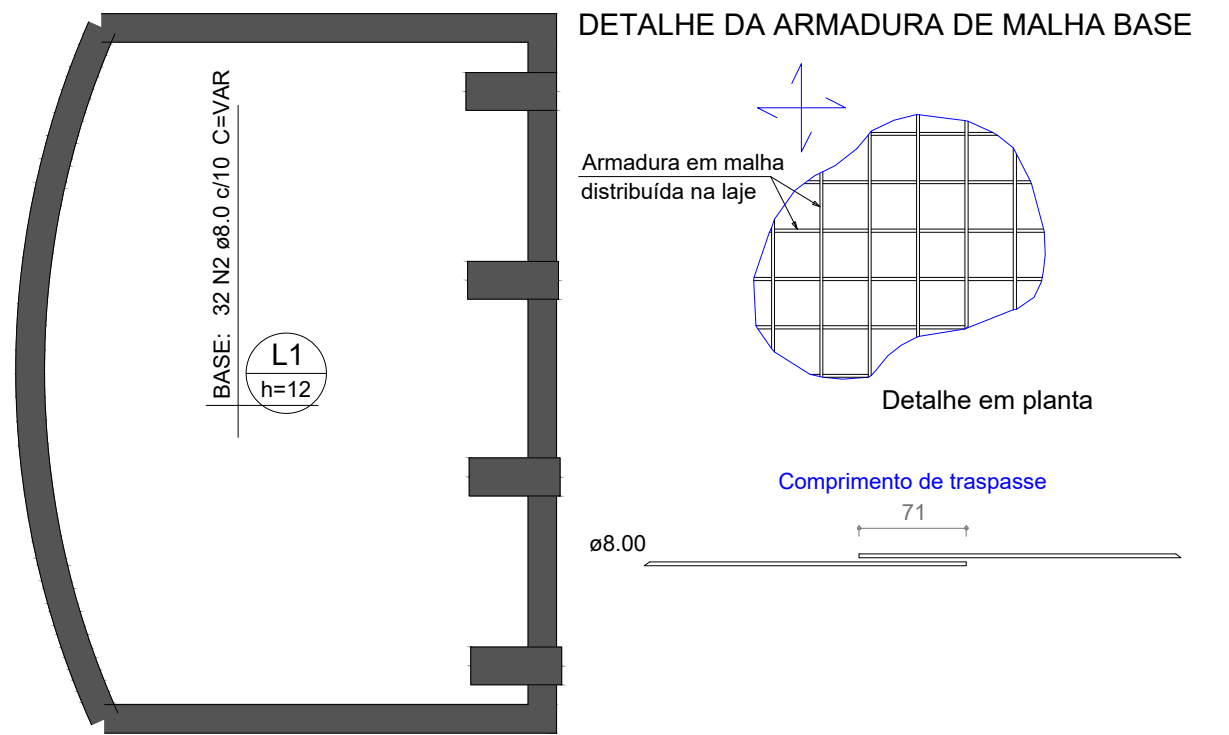 DETALHE DA ARMADURA DE MALHA BASE
BASE: 32 N2 ø8.0 c/10 C=VAR
L1
h=12
Armadura em malha
distribuída na laje
Detalhe em planta
Comprimento de traspasse
71
ø8.00